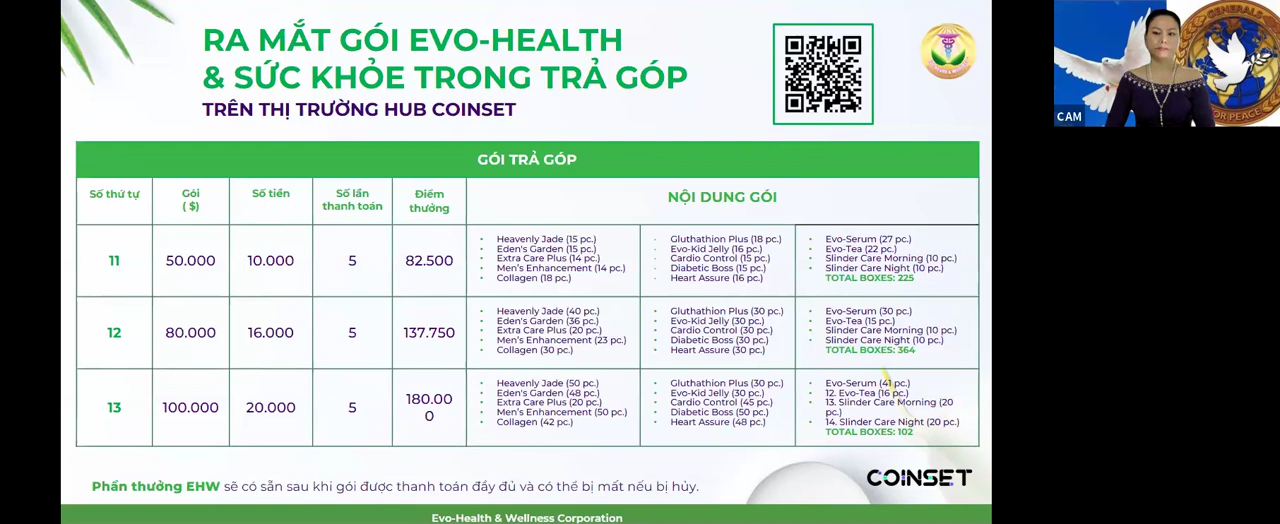 RA MẮT GÓI EVO-HEALTH
& SỨC KHỎE TRONG TRẢ GÓP
TRÊN THỊ TRƯỜNG HUB COINSET
GÓI TRẢ GÓP
Số thứ tự
Gói
( $)
Số tiền
Số lần
thanh toán
Điểm
thưởng
NỘI DUNG GÓI
11
50.000
10.000
5
82.500
• Heavenly Jade (15 pc.)
• Eden's Garden (15 pc.)
• Extra Care Plus (14 pc.)
• Men's Enhancement (14 pc.)
• Collagen (18 pc.)
• Gluthathion Plus (18 pc.)
• Evo-Kid Jelly (16 pc.)
• Cardio Control (15 pc.)
• Diabetic Boss (15 pc.)
• Heart Assure (16 pc.)
• Evo-Serum (27 pc.)
• Evo-Tea (22 pc.)
• Slinder Care Morning (10 pc.)
• Slinder Care Night (10 pc.)
TOTAL BOXES: 225
12
80.000
16.000
5
137.750
• Heavenly Jade (40 pc.)
• Eden's Garden (36 pc.)
• Extra Care Plus (20 pc.)
• Men's Enhancement (23 pc.)
• Collagen (30 pc.)
• Gluthathion Plus (30 pc.)
• Evo-Kid Jelly (30 pc.)
• Cardio Control (30 pc.)
• Diabetic Boss (30 pc.)
• Heart Assure (30 pc.)
• Evo-Serum (30 pc.)
• Evo-Tea (15 pc.)
• Slinder Care Morning (10 pc.)
• Slinder Care Night (10 pc.)
TOTAL BOXES: 364
13
100.000
20.000
5
180.00
0
• Heavenly Jade (50 pc.)
• Eden's Garden (48 pc.)
• Extra Care Plus (20 pc.)
• Men's Enhancement (50 pc.)
• Collagen (42 pc.)
• Gluthathion Plus (30 pc.)
• Evo-Kid Jelly (30 pc.)
• Cardio Control (45 pc.)
• Diabetic Boss (50 pc.)
• Heart Assure (48 pc.)
• Evo-Serum (41 pc.)
• 12. Evo-Tea (16 pc.)
• 13. Slinder Care Morning (20
pc.)
• 14. Slinder Care Night (20 pc.)
TOTAL BOXES: 102
Phần thưởng EHW sẽ có sẵn sau khi gói được thanh toán đầy đủ và có thể bị mất nếu bị hủy.
COINSET
Evo-Health & Wellness Corporation
CAM
GENERALS
FOR PEACE